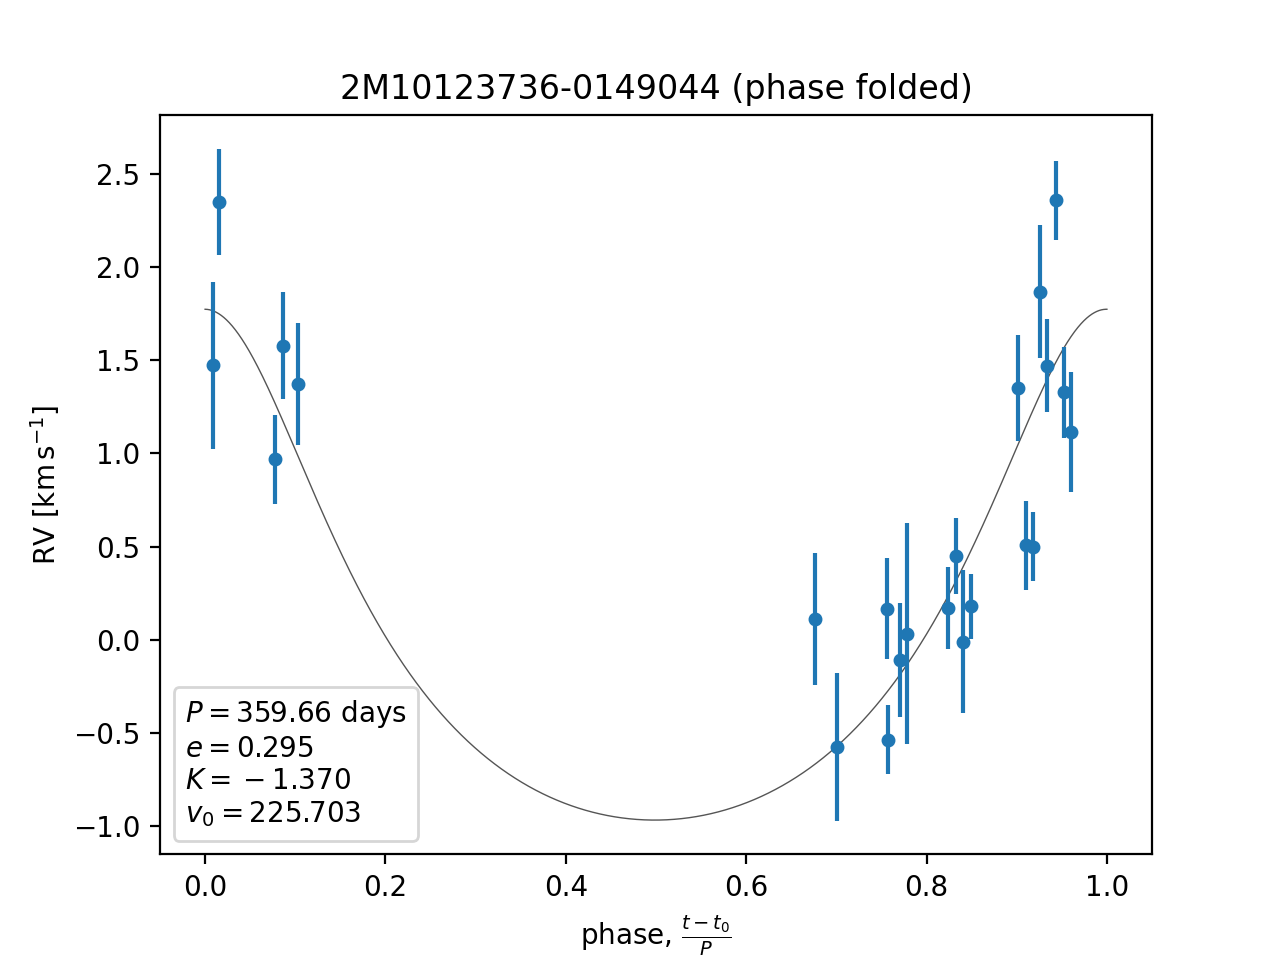 2M10123736-0149044 (phase folded)
RV [km s⁻¹]
2.5
2.0
1.5
1.0
0.5
0.0
−0.5
−1.0
P = 359.66 days
e = 0.295
K = −1.370
v₀ = 225.703
0.0 0.2 0.4 0.6 0.8 1.0
phase, (t − t₀)/P